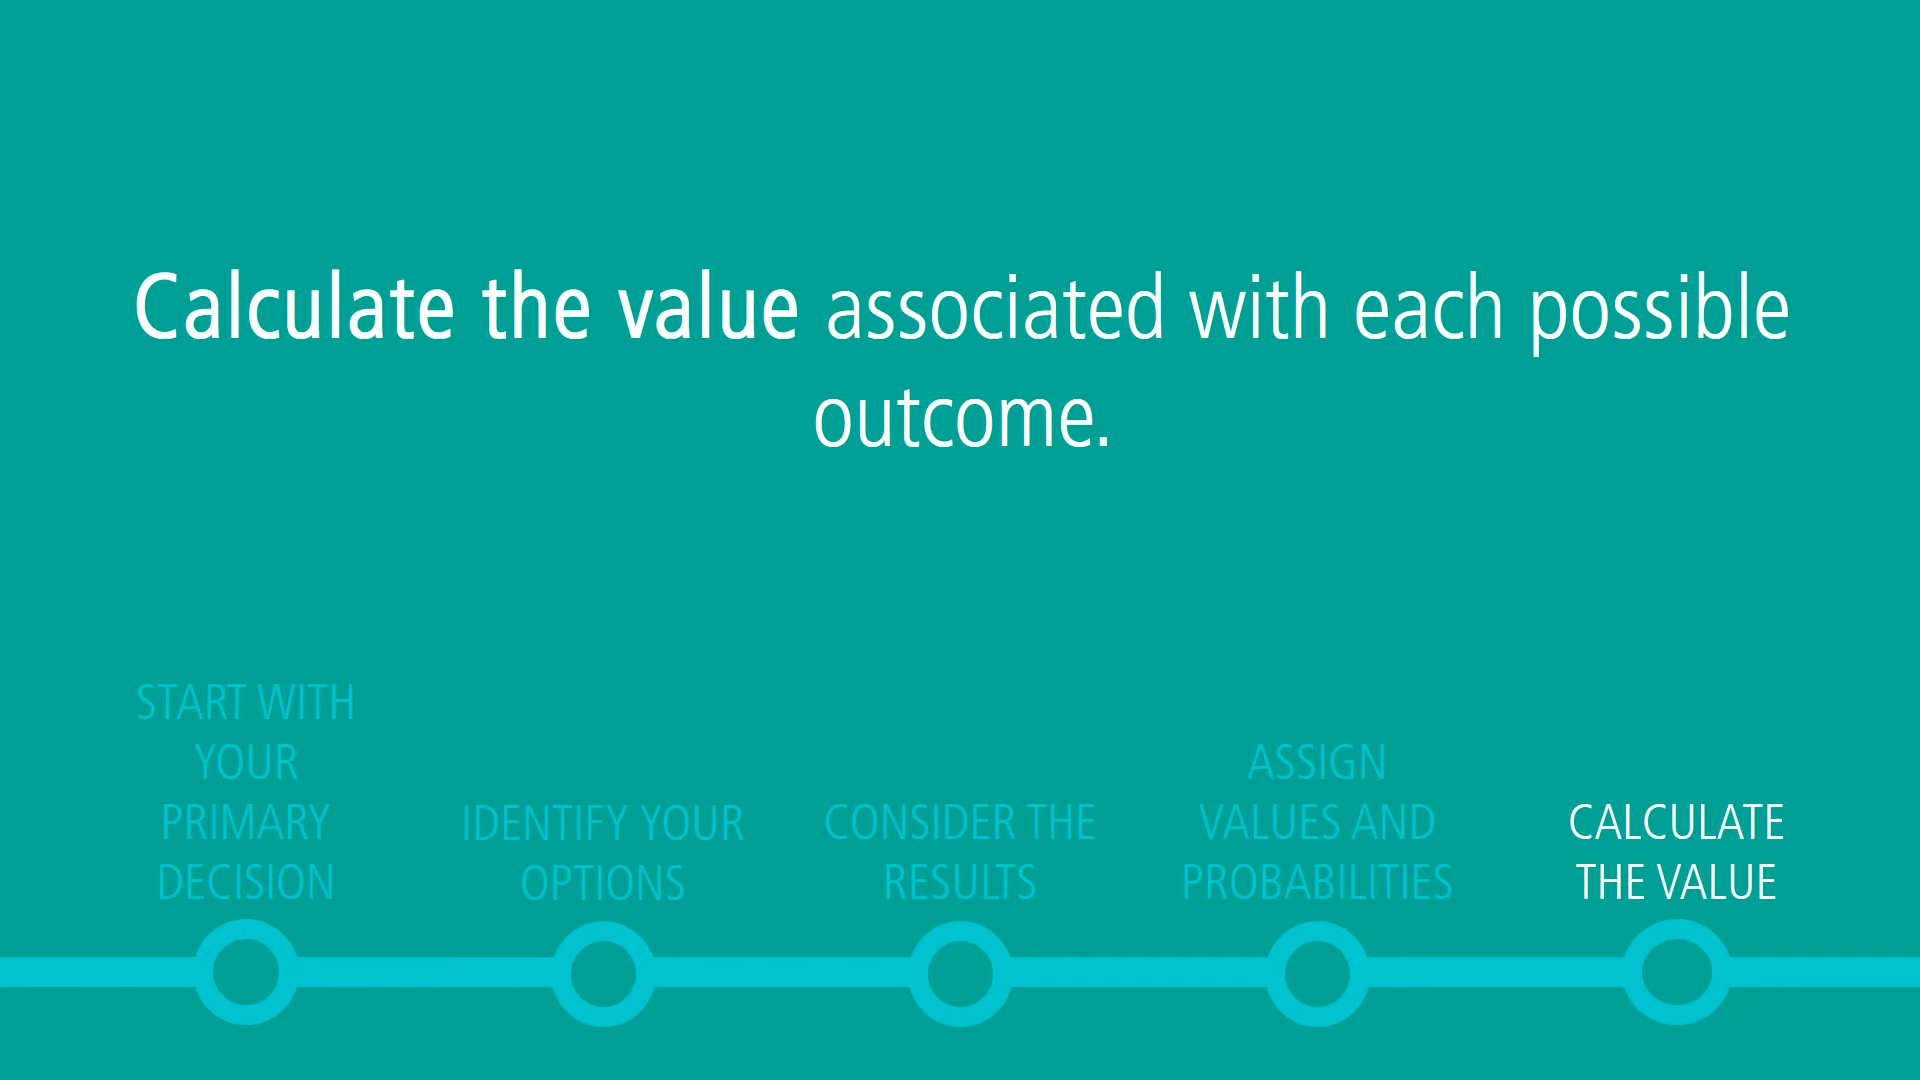 Calculate the value associated with each possible
outcome.
START WITH
YOUR
PRIMARY
DECISION
IDENTIFY YOUR
OPTIONS
CONSIDER THE
RESULTS
ASSIGN
VALUES AND
PROBABILITIES
CALCULATE
THE VALUE